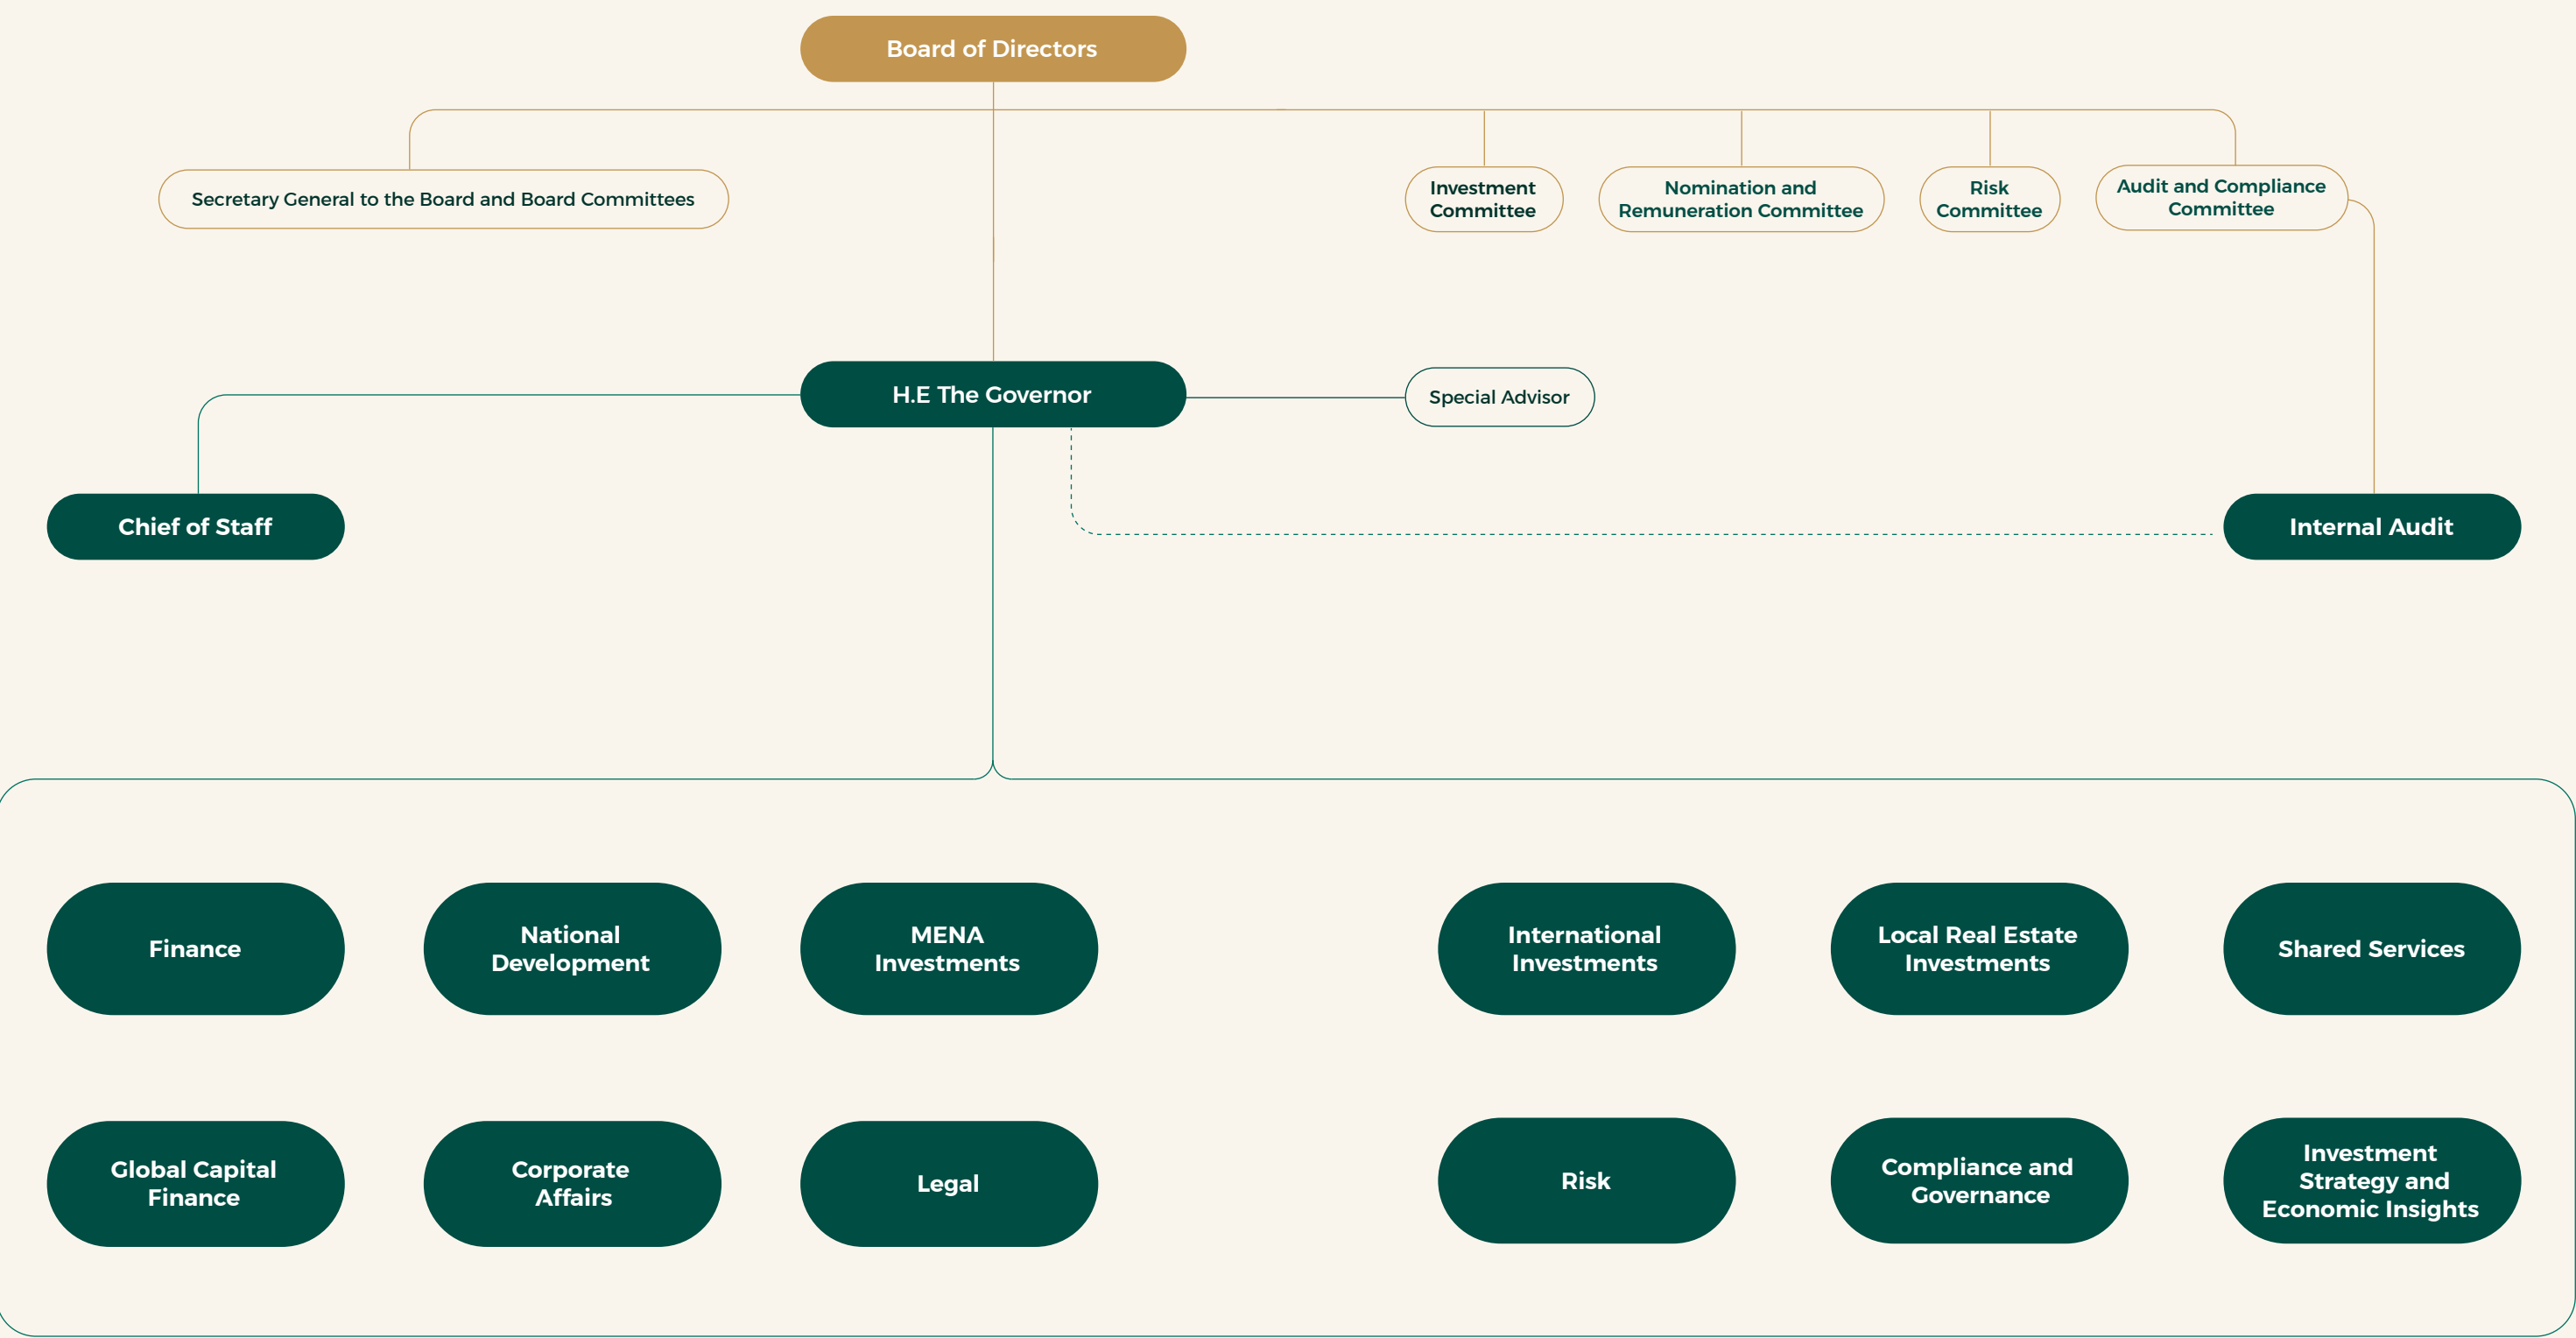 Board of Directors
Secretary General to the Board and Board Committees
Investment
Committee
Nomination and
Remuneration Committee
Risk
Committee
Audit and Compliance
Committee
H.E The Governor
Special Advisor
Chief of Staff
Internal Audit
Finance
National
Development
MENA
Investments
International
Investments
Local Real Estate
Investments
Shared Services
Global Capital
Finance
Corporate
Affairs
Legal
Risk
Compliance and
Governance
Investment
Strategy and
Economic Insights